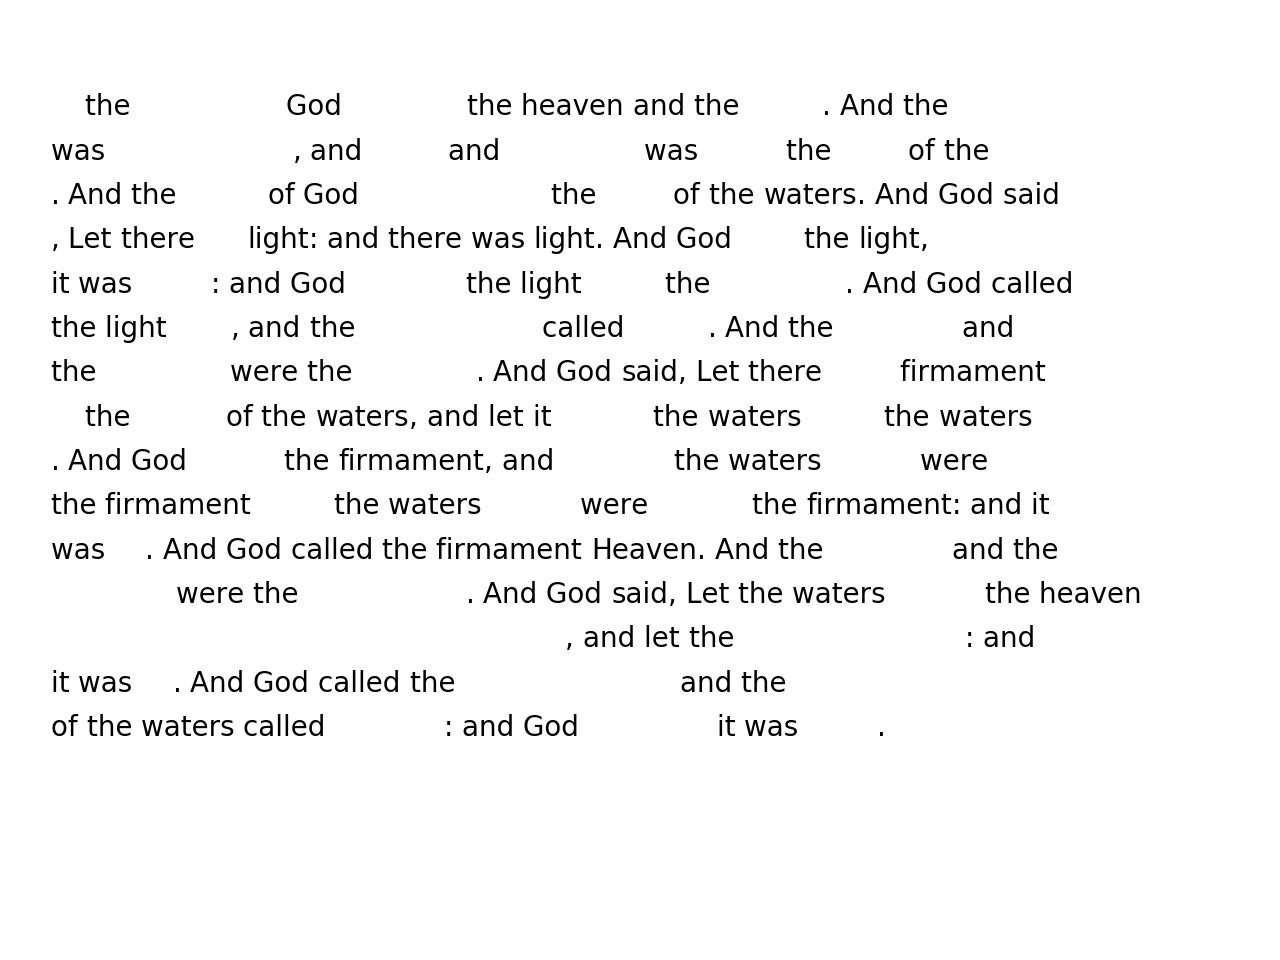 the God the heaven and the . And the
was , and and was the of the
. And the of God the of the waters. And God said
, Let there light: and there was light. And God the light,
it was : and God the light the . And God called
the light , and the called . And the and
the were the . And God said, Let there firmament
the of the waters, and let it the waters the waters
. And God the firmament, and the waters were
the firmament the waters were the firmament: and it
was . And God called the firmament Heaven. And the and the
were the . And God said, Let the waters the heaven
, and let the : and
it was . And God called the and the
of the waters called : and God it was .